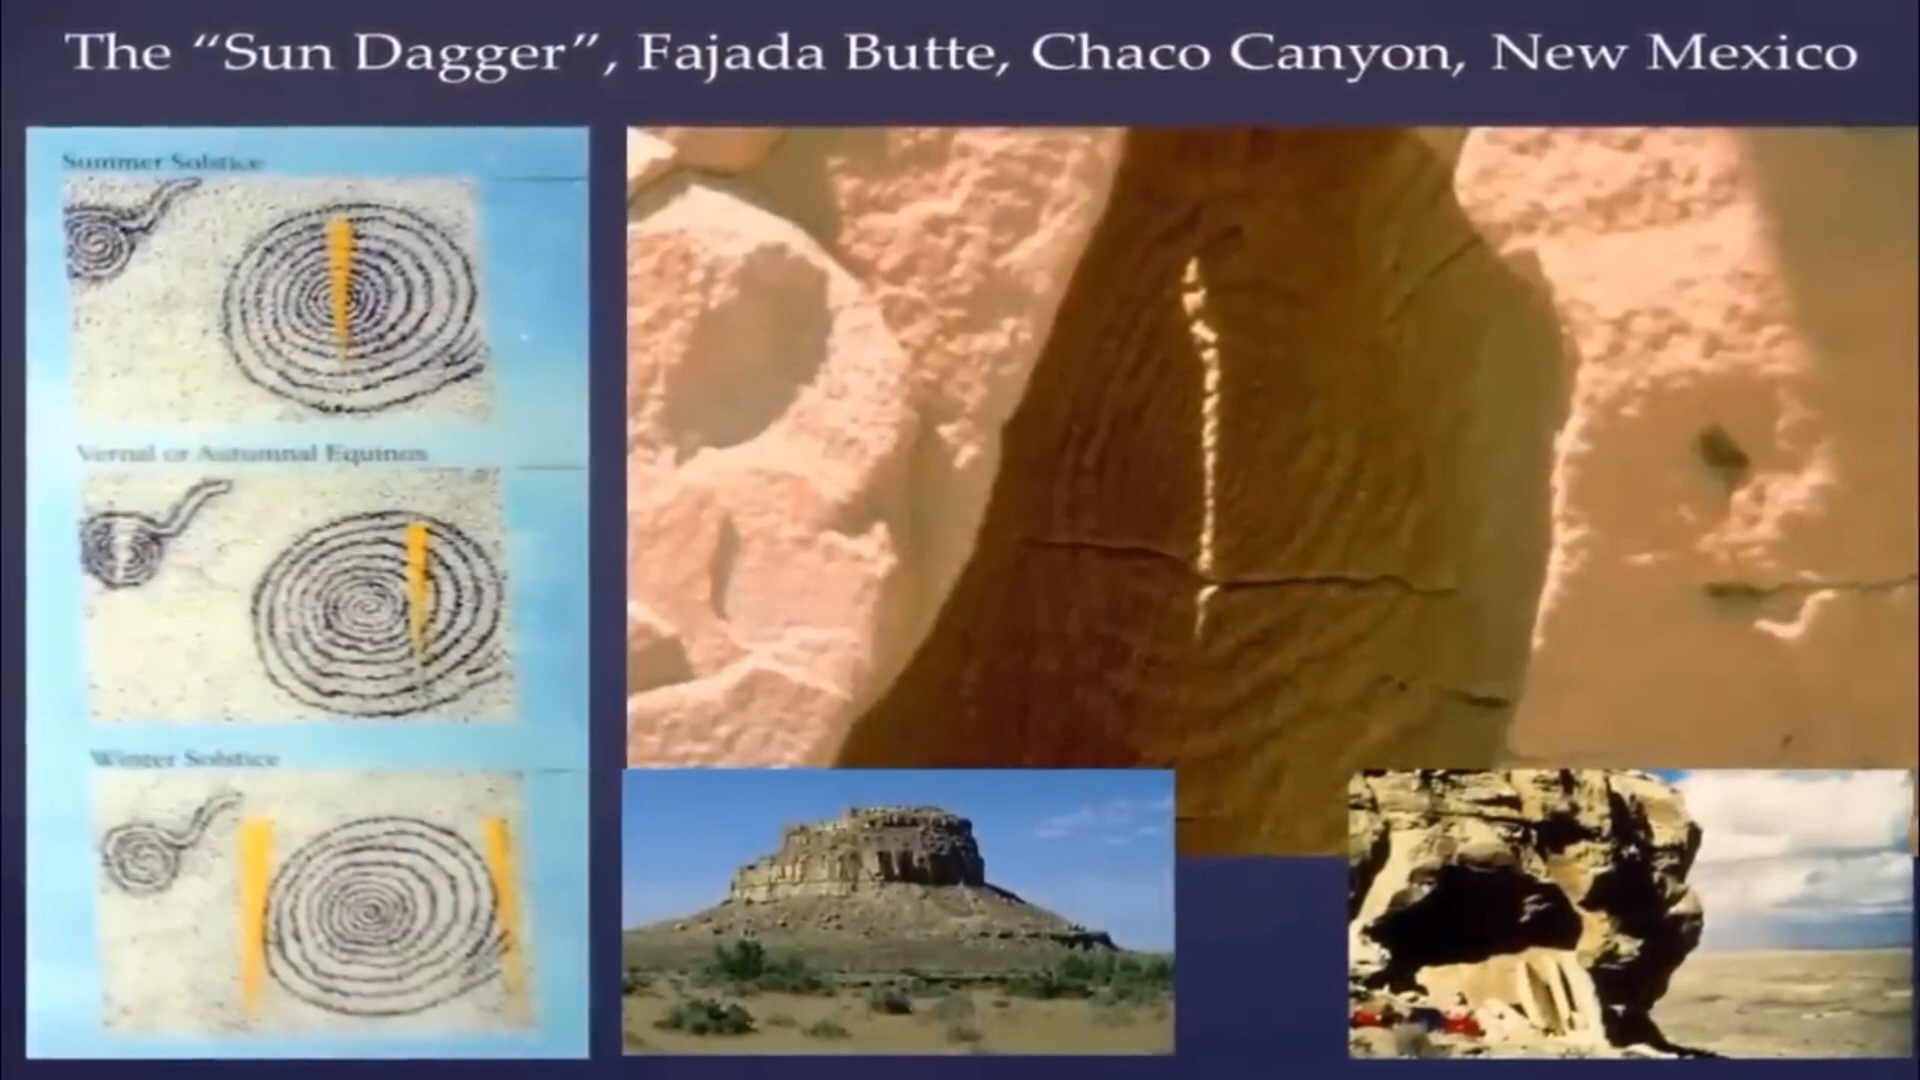 The “Sun Dagger”, Fajada Butte, Chaco Canyon, New Mexico
Summer Solstice
Vernal or Autumnal Equinox
Winter Solstice